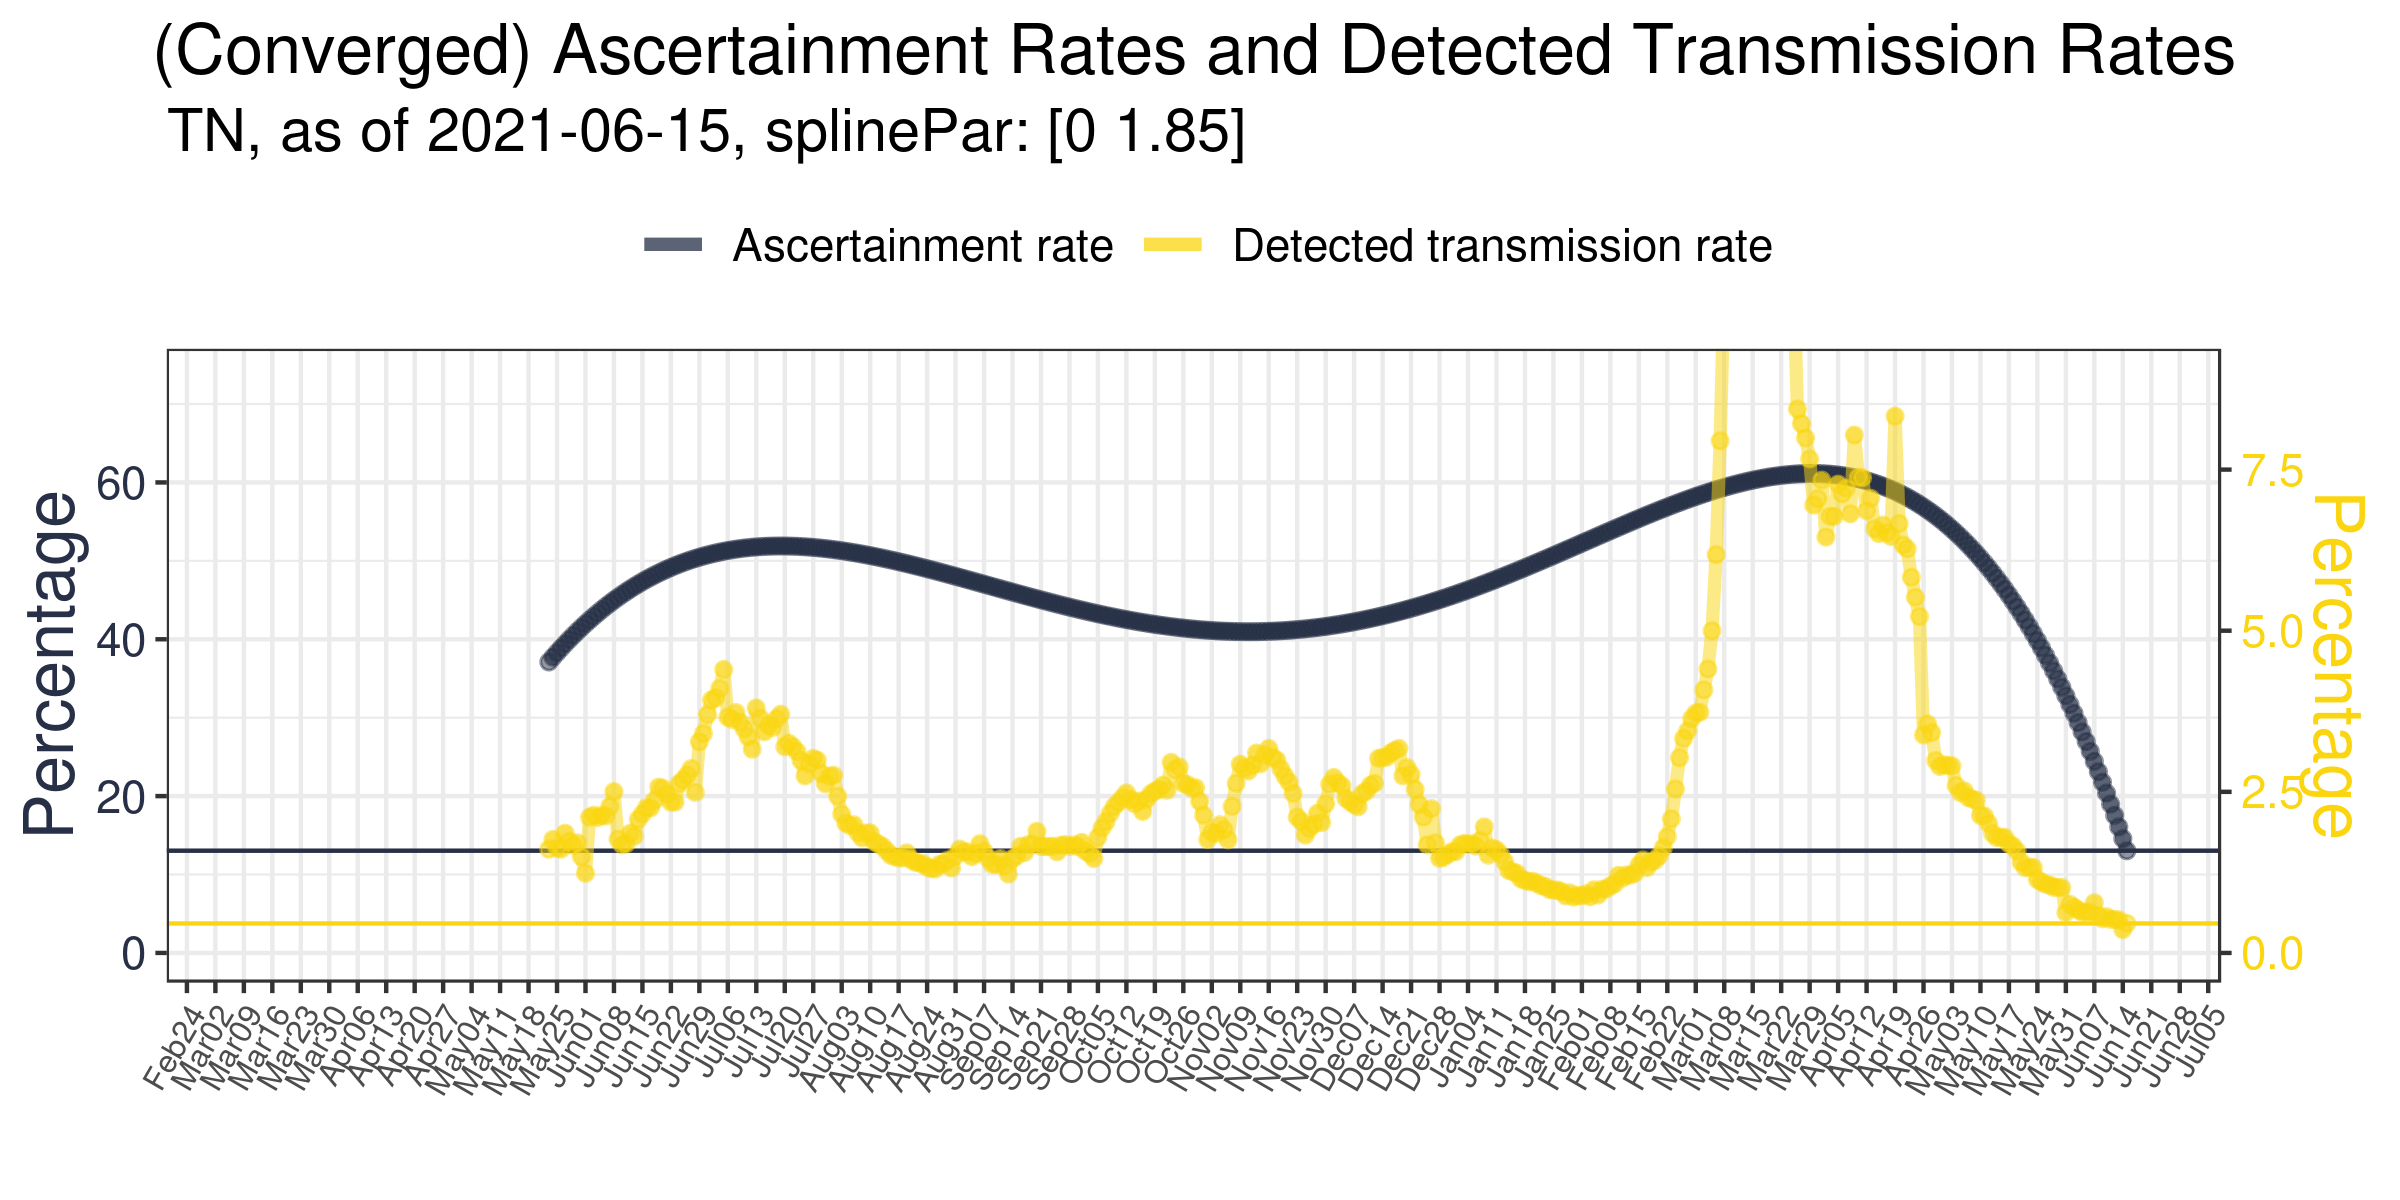 (Converged) Ascertainment Rates and Detected Transmission Rates
TN, as of 2021-06-15, splinePar: [0 1.85]
Ascertainment rate
Detected transmission rate
Percentage
60
40
20
0
7.5
5.0
2.5
0.0
Percentage
Feb24
Mar02
Mar09
Mar16
Mar23
Mar30
Apr06
Apr13
Apr20
Apr27
May04
May11
May18
May25
Jun01
Jun08
Jun15
Jun22
Jun29
Jul06
Jul13
Jul20
Jul27
Aug03
Aug10
Aug17
Aug24
Aug31
Sep07
Sep14
Sep21
Sep28
Oct05
Oct12
Oct19
Oct26
Nov02
Nov09
Nov16
Nov23
Nov30
Dec07
Dec14
Dec21
Dec28
Jan04
Jan11
Jan18
Jan25
Feb01
Feb08
Feb15
Feb22
Mar01
Mar08
Mar15
Mar22
Mar29
Apr05
Apr12
Apr19
Apr26
May03
May10
May17
May24
May31
Jun07
Jun14
Jun21
Jun28
Jul05